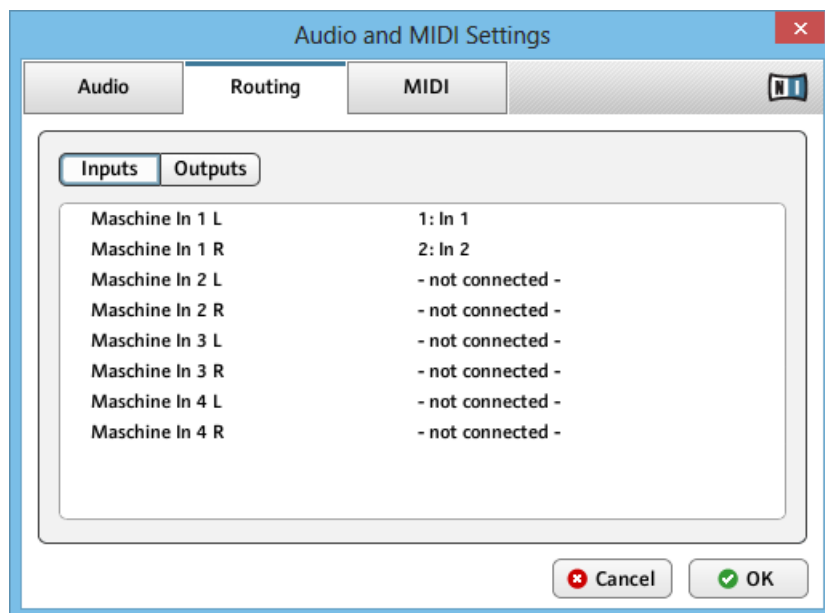 Audio and MIDI Settings
Audio Routing MIDI
NI
Inputs Outputs
Maschine In 1 L 1: In 1
Maschine In 1 R 2: In 2
Maschine In 2 L - not connected -
Maschine In 2 R - not connected -
Maschine In 3 L - not connected -
Maschine In 3 R - not connected -
Maschine In 4 L - not connected -
Maschine In 4 R - not connected -
Cancel OK